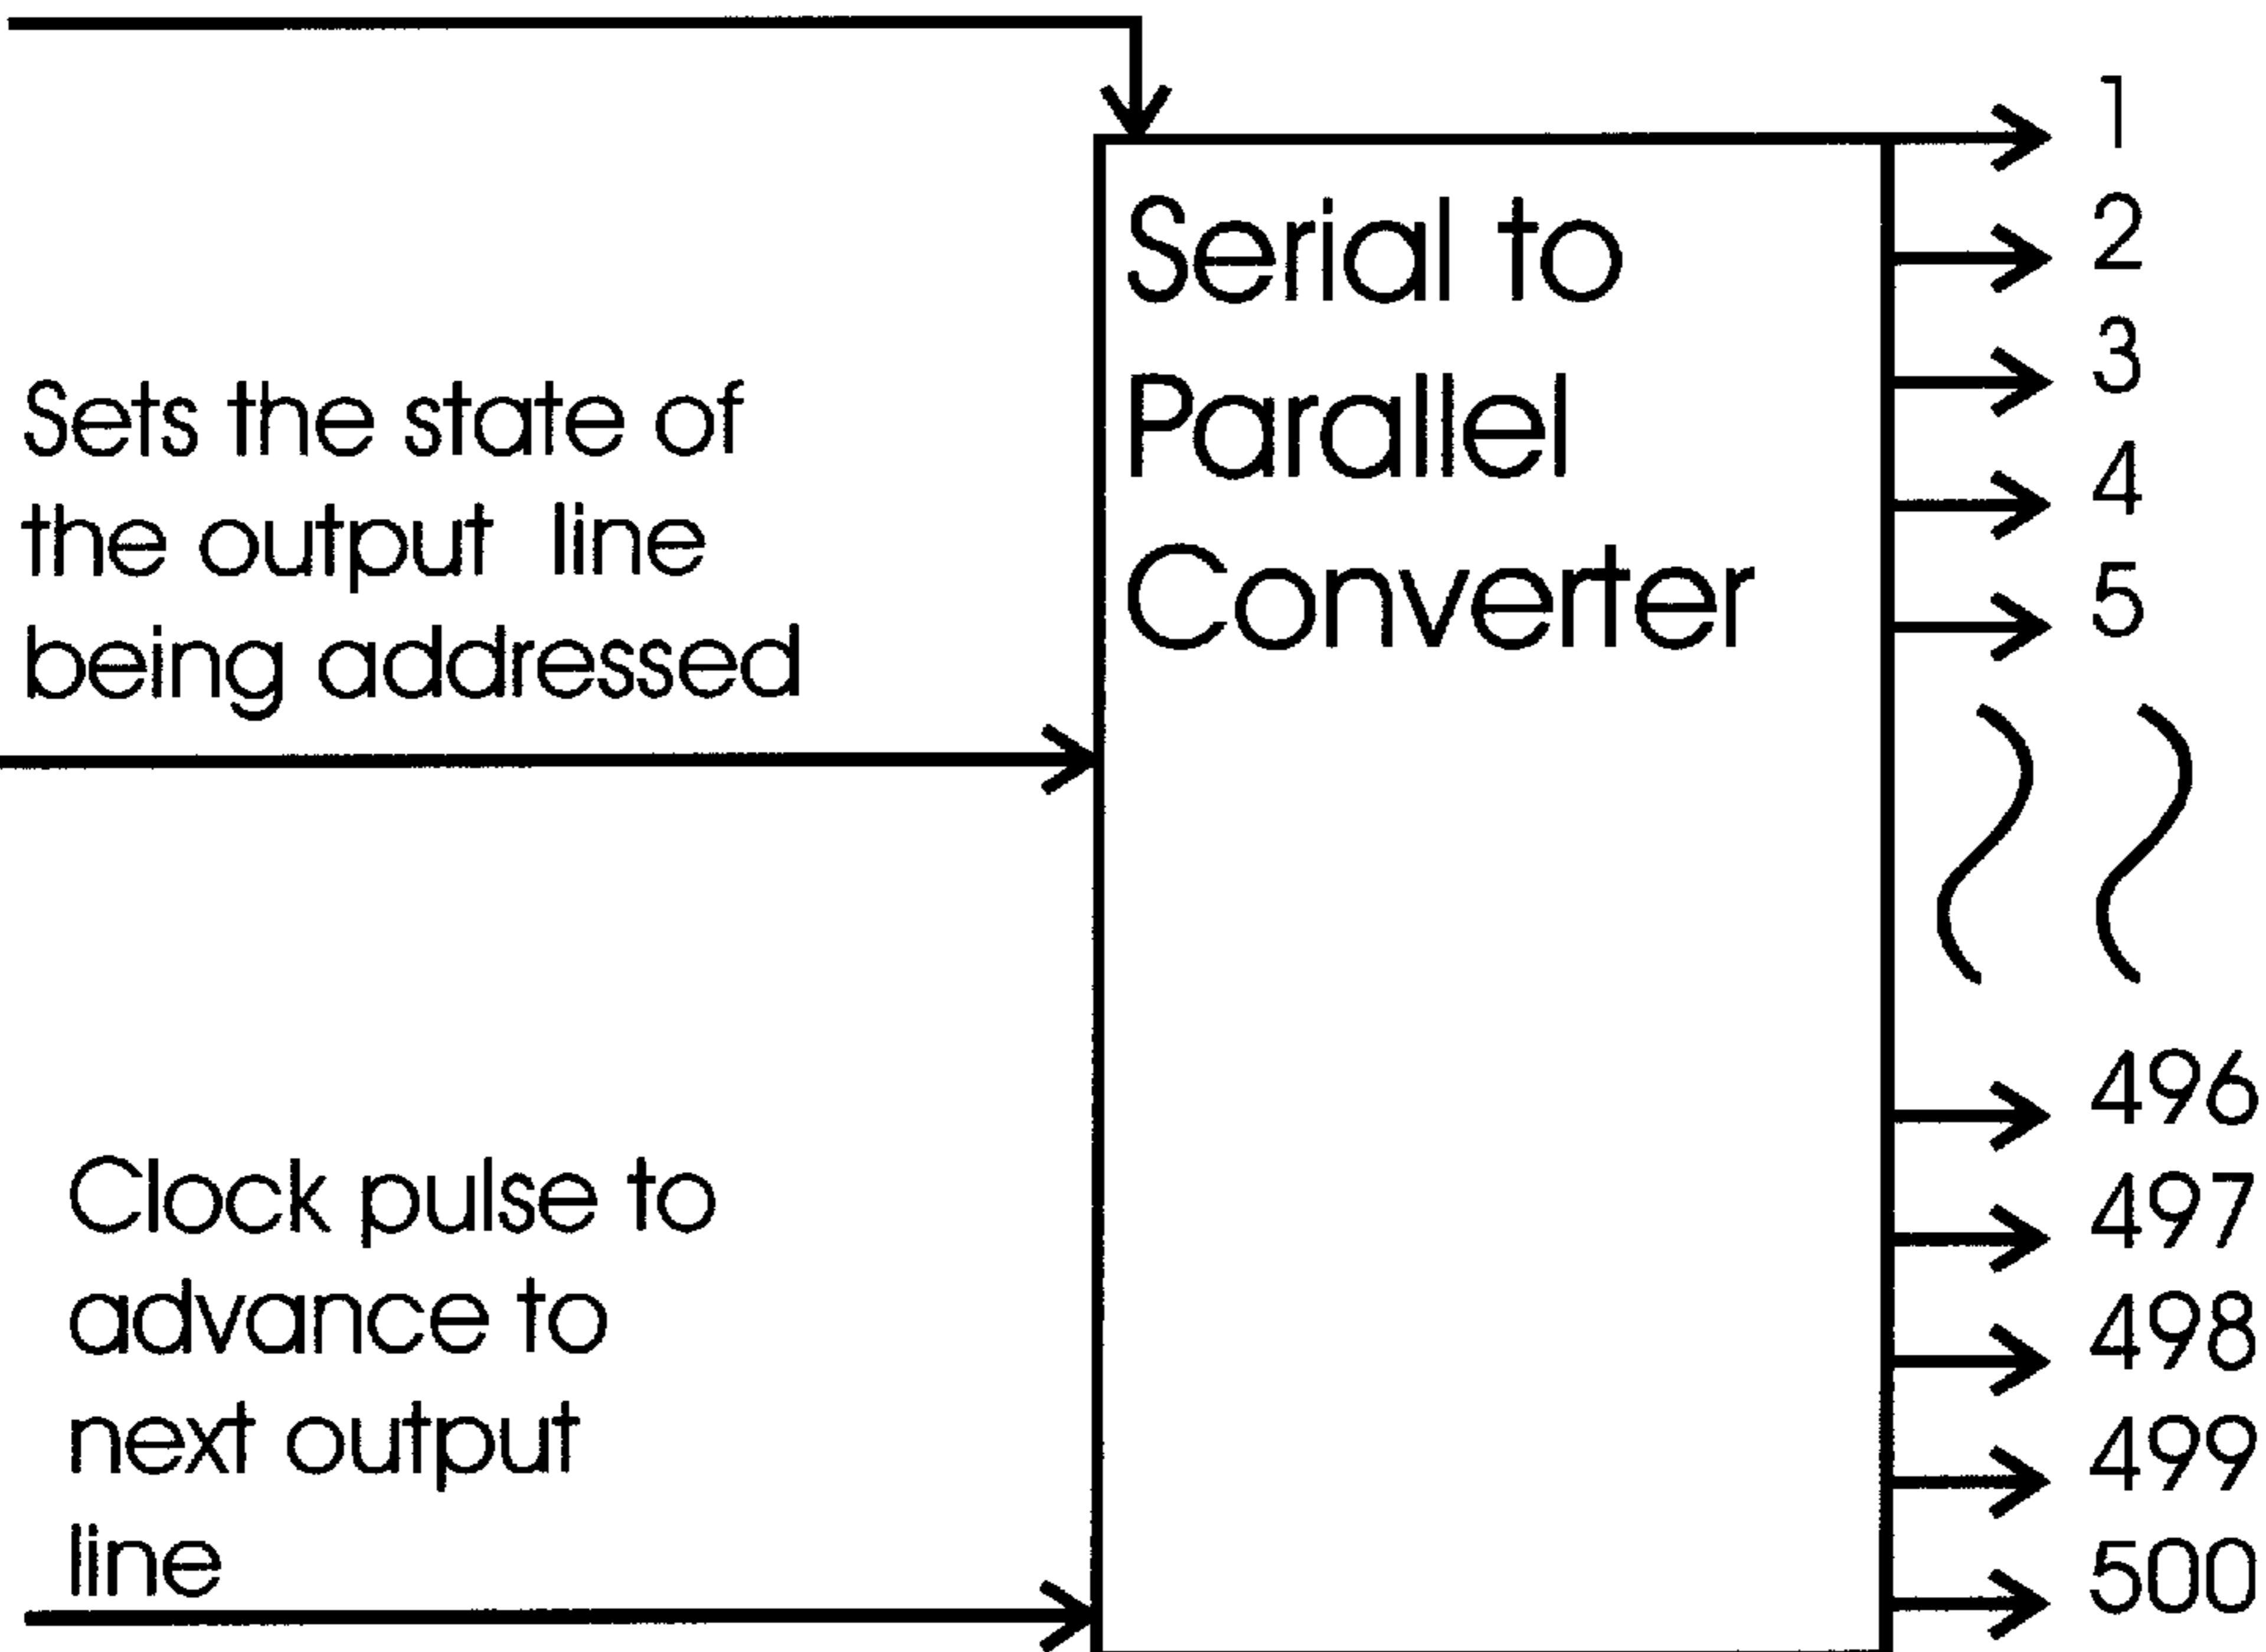 Serial to
Parallel
Converter
Sets the state of
the output line
being addressed
Clock pulse to
advance to
next output
line
1
2
3
4
5
496
497
498
499
500